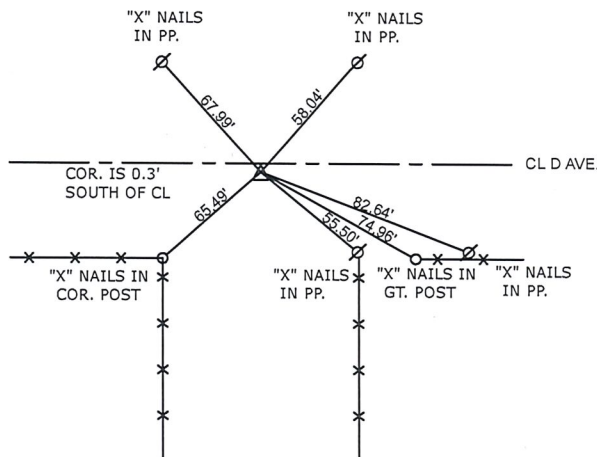 "X" NAILS
IN PP.
"X" NAILS
IN PP.
67.99'
58.04'
CL D AVE.
COR. IS 0.3'
SOUTH OF CL
65.49'
82.64'
74.96'
55.50'
"X" NAILS IN
COR. POST
"X" NAILS
IN PP.
"X" NAILS IN
GT. POST
"X" NAILS
IN PP.